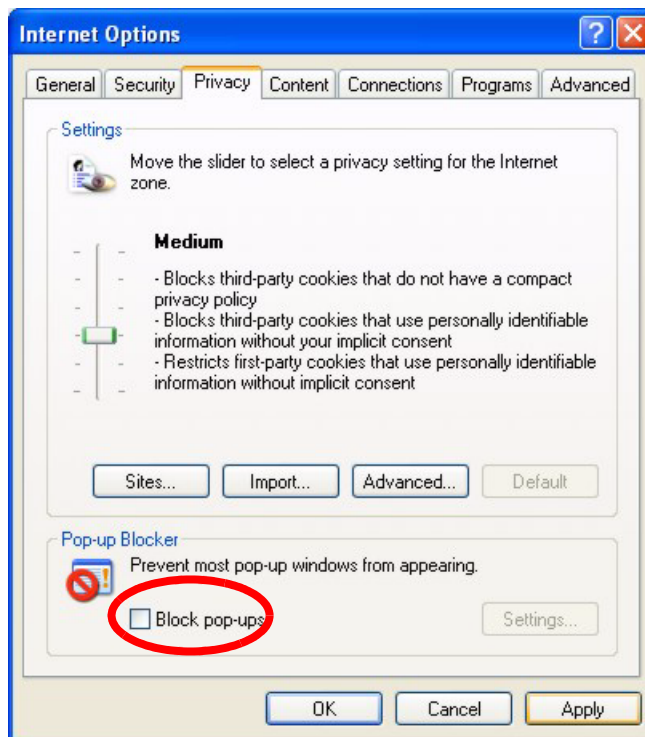 Internet Options
General Security Privacy Content Connections Programs Advanced
Settings
Move the slider to select a privacy setting for the Internet
zone.
Medium
- Blocks third-party cookies that do not have a compact
privacy policy
- Blocks third-party cookies that use personally identifiable
information without your implicit consent
- Restricts first-party cookies that use personally identifiable
information without implicit consent
Sites... Import... Advanced... Default
Pop-up Blocker
Prevent most pop-up windows from appearing.
Block pop-ups Settings...
OK Cancel Apply